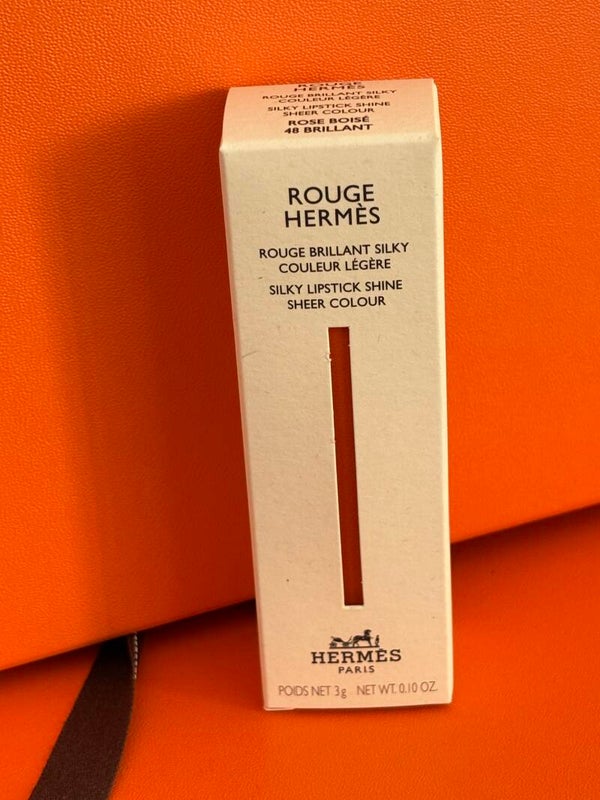 ROUGE
HERMÈS
ROUGE BRILLANT SILKY
COULEUR LÉGÈRE
SILKY LIPSTICK SHINE
SHEER COLOUR
ROSE BOISÉ
48 BRILLANT
ROUGE
HERMÈS
ROUGE BRILLANT SILKY
COULEUR LÉGÈRE
SILKY LIPSTICK SHINE
SHEER COLOUR
HERMÈS
PARIS
POIDS NET 3g NET WT. 0.10 OZ.